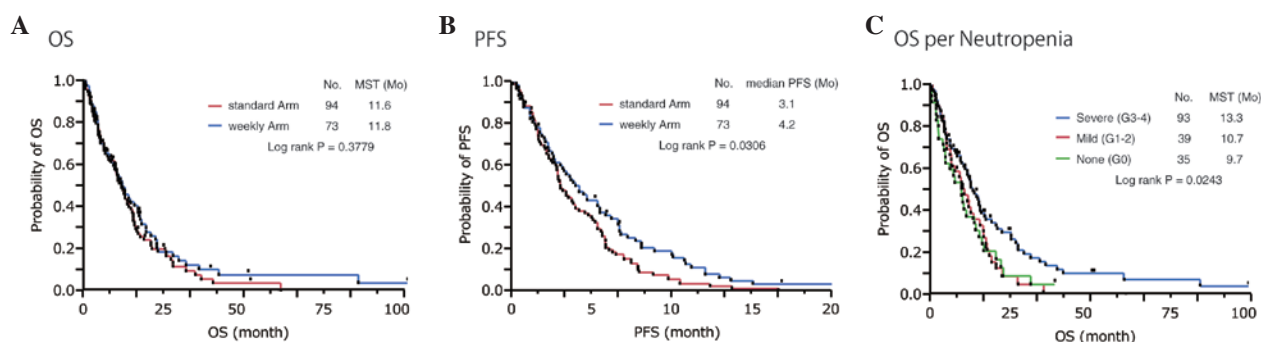 A OS
Probability of OS
1.0
0.8
0.6
0.4
0.2
0.0
0 25 50 75 100
OS (month)
No. MST (Mo)
standard Arm 94 11.6
weekly Arm 73 11.8
Log rank P = 0.3779
B PFS
Probability of PFS
1.0
0.8
0.6
0.4
0.2
0.0
0 5 10 15 20
PFS (month)
No. median PFS (Mo)
standard Arm 94 3.1
weekly Arm 73 4.2
Log rank P = 0.0306
C OS per Neutropenia
Probability of OS
1.0
0.8
0.6
0.4
0.2
0.0
0 25 50 75 100
OS (month)
No. MST (Mo)
Severe (G3-4) 93 13.3
Mild (G1-2) 39 10.7
None (G0) 35 9.7
Log rank P = 0.0243